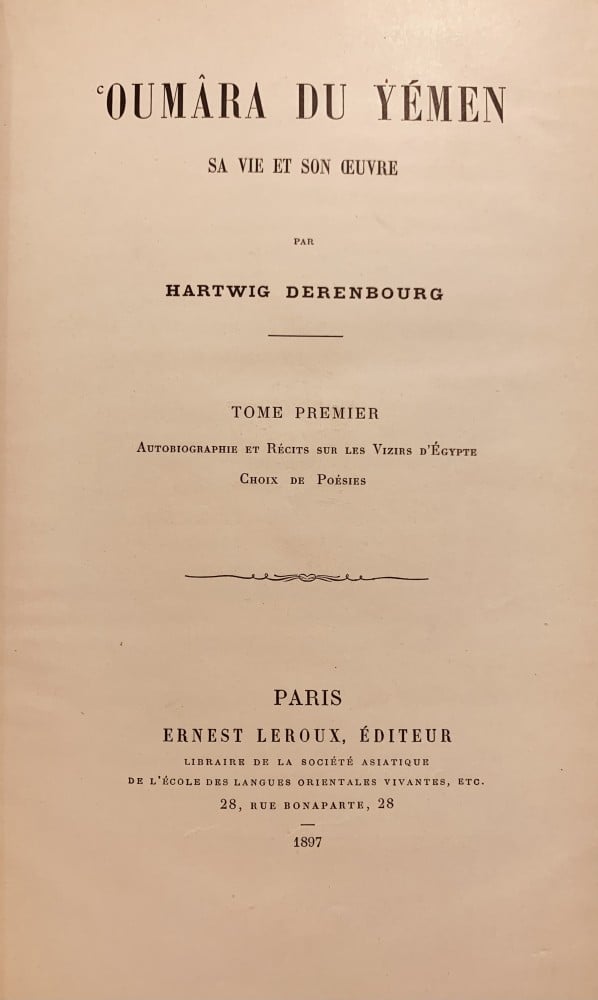 ʿOUMÂRA DU YÉMEN
SA VIE ET SON ŒUVRE
PAR
HARTWIG DERENBOURG
TOME PREMIER
AUTOBIOGRAPHIE ET RÉCITS SUR LES VIZIRS D'ÉGYPTE
CHOIX DE POÉSIES
PARIS
ERNEST LEROUX, ÉDITEUR
LIBRAIRE DE LA SOCIÉTÉ ASIATIQUE
DE L'ÉCOLE DES LANGUES ORIENTALES VIVANTES, ETC.
28, RUE BONAPARTE, 28
1897